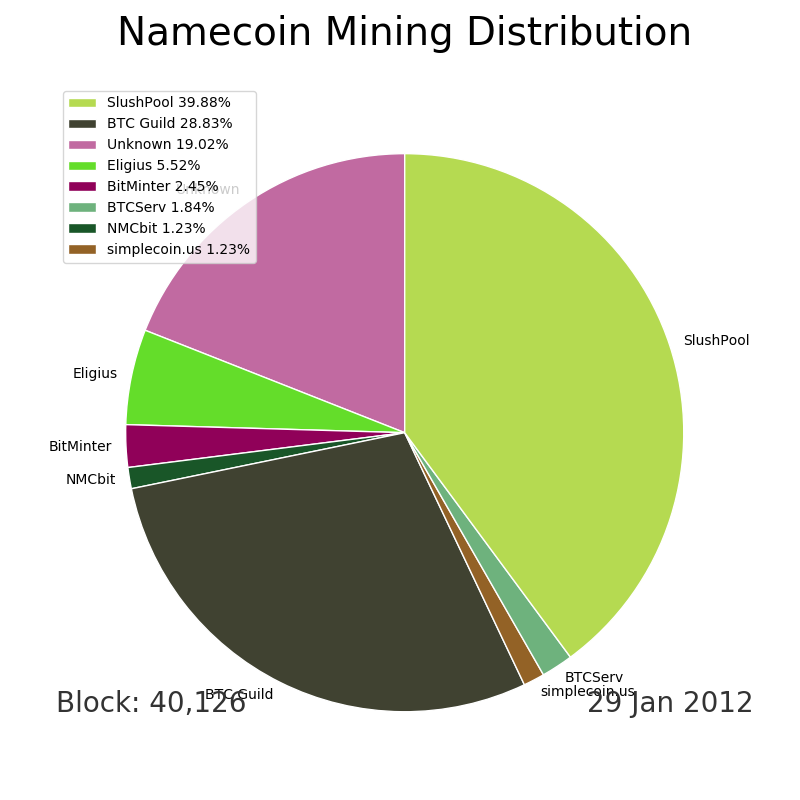 Namecoin Mining Distribution
SlushPool 39.88%
BTC Guild 28.83%
Unknown 19.02%
Eligius 5.52%
BitMinter 2.45%
BTCServ 1.84%
NMCbit 1.23%
simplecoin.us 1.23%
Unknown
SlushPool
Eligius
BitMinter
NMCbit
BTC Guild
BTCServ
simplecoin.us
Block: 40,126
29 Jan 2012